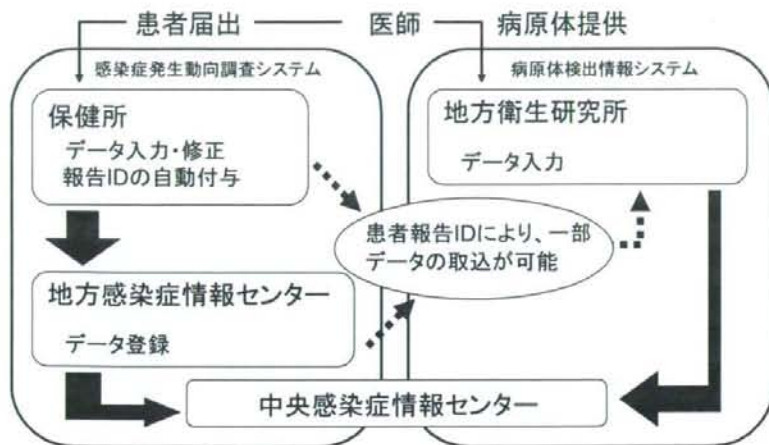 患者届出
医師
病原体提供
感染症発生動向調査システム
病原体検出情報システム
保健所
データ入力・修正
報告IDの自動付与
地方衛生研究所
データ入力
患者報告IDにより、一部
データの取込が可能
地方感染症情報センター
データ登録
中央感染症情報センター